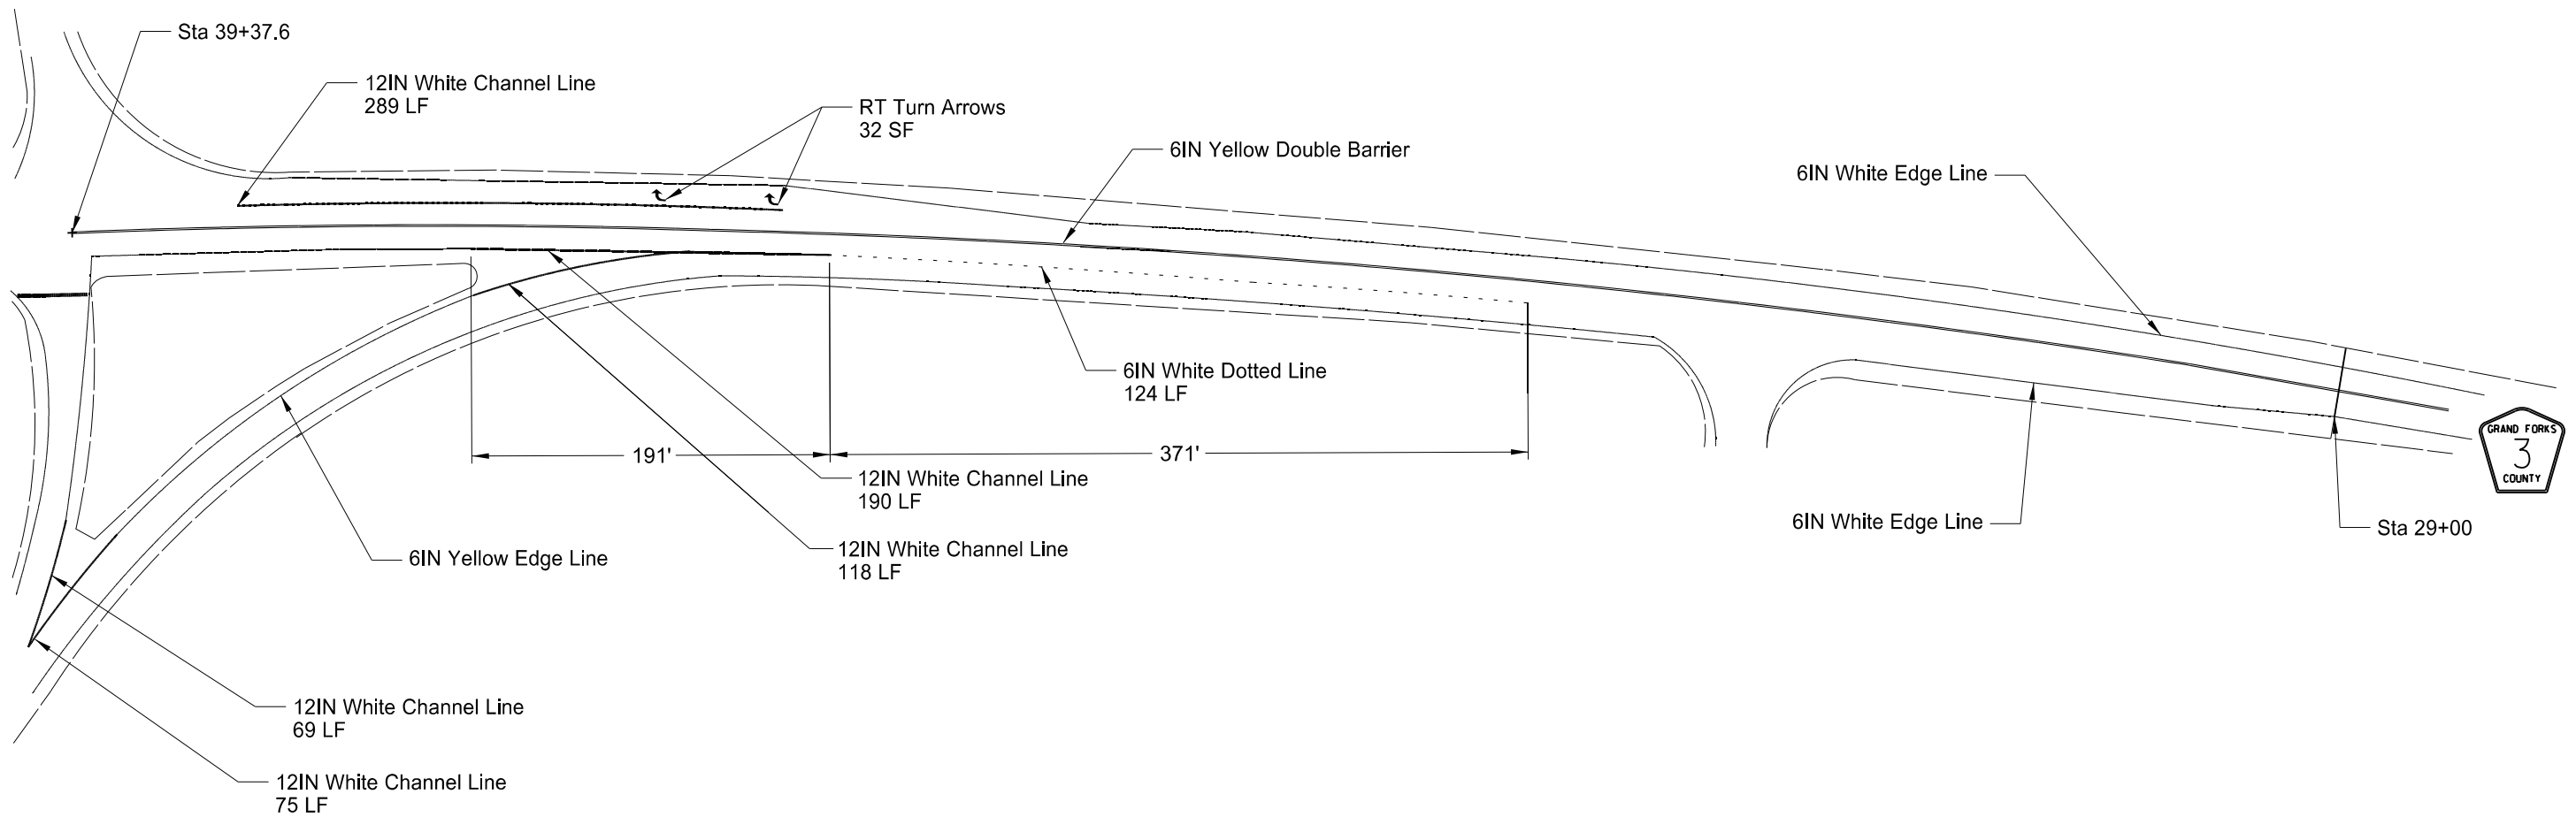 Sta 39+37.6
12IN White Channel Line
289 LF
RT Turn Arrows
32 SF
6IN Yellow Double Barrier
6IN White Edge Line
6IN White Dotted Line
124 LF
191'
371'
12IN White Channel Line
190 LF
12IN White Channel Line
118 LF
6IN Yellow Edge Line
6IN White Edge Line
Sta 29+00
GRAND FORKS
3
COUNTY
12IN White Channel Line
69 LF
12IN White Channel Line
75 LF